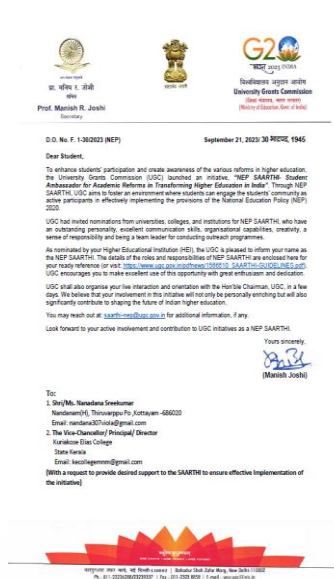 G20
भारत 2023 INDIA
प्रो. मनिष र. जोशी
सचिव
Prof. Manish R. Joshi
Secretary
सत्यमेव जयते
विश्वविद्यालय अनुदान आयोग
University Grants Commission
(शिक्षा मंत्रालय, भारत सरकार)
(Ministry of Education, Govt. of India)
D.O. No. F. 1-30/2023 (NEP)
September 21, 2023/ 30 भाद्रपद, 1945
Dear Student,
To enhance students' participation and create awareness of the various reforms in higher education,
the University Grants Commission (UGC) launched an initiative, "NEP SAARTHI- Student
Ambassador for Academic Reforms in Transforming Higher Education in India". Through NEP
SAARTHI, UGC aims to foster an environment where students can engage the students' community as
active participants in effectively implementing the provisions of the National Education Policy (NEP)
2020.
UGC had invited nominations from universities, colleges, and institutions for NEP SAARTHI, who have
an outstanding personality, excellent communication skills, organisational capabilities, creativity, a
sense of responsibility and being a team leader for conducting outreach programmes.
As nominated by your Higher Educational Institution (HEI), the UGC is pleased to inform your name as
the NEP SAARTHI. The details of the roles and responsibilities of NEP SAARTHI are enclosed here for
your ready reference (or visit: https://www.ugc.gov.in/pdfnews/1586510_SAARTHI-GUIDELINES.pdf).
UGC encourages you to make excellent use of this opportunity with great enthusiasm and dedication.
UGC shall also organise your live interaction and orientation with the Hon'ble Chairman, UGC, in a few
days. We believe that your involvement in this initiative will not only be personally enriching but will also
significantly contribute to shaping the future of Indian higher education.
You may reach out at: saarthi-nep@ugc.gov.in for additional information, if any.
Look forward to your active involvement and contribution to UGC initiatives as a NEP SAARTHI.
Yours sincerely,
(Manish Joshi)
To:
1. Shri/Ms. Nanadana Sreekumar
Nandanam(H), Thiruvarppu Po ,Kottayam -686020
Email: nandana307viola@gmail.com
2. The Vice-Chancellor/ Principal/ Director
Kuriakose Elias College
State Kerala
Email: kecollegemnm@gmail.com
(With a request to provide desired support to the SAARTHI to ensure effective Implementation of
the initiative)
वसुधैव कुटुम्बकम्
ONE EARTH • ONE FAMILY • ONE FUTURE
बहादुरशाह ज़फ़र मार्ग, नई दिल्ली-110002 | Bahadur Shah Zafar Marg, New Delhi-110002